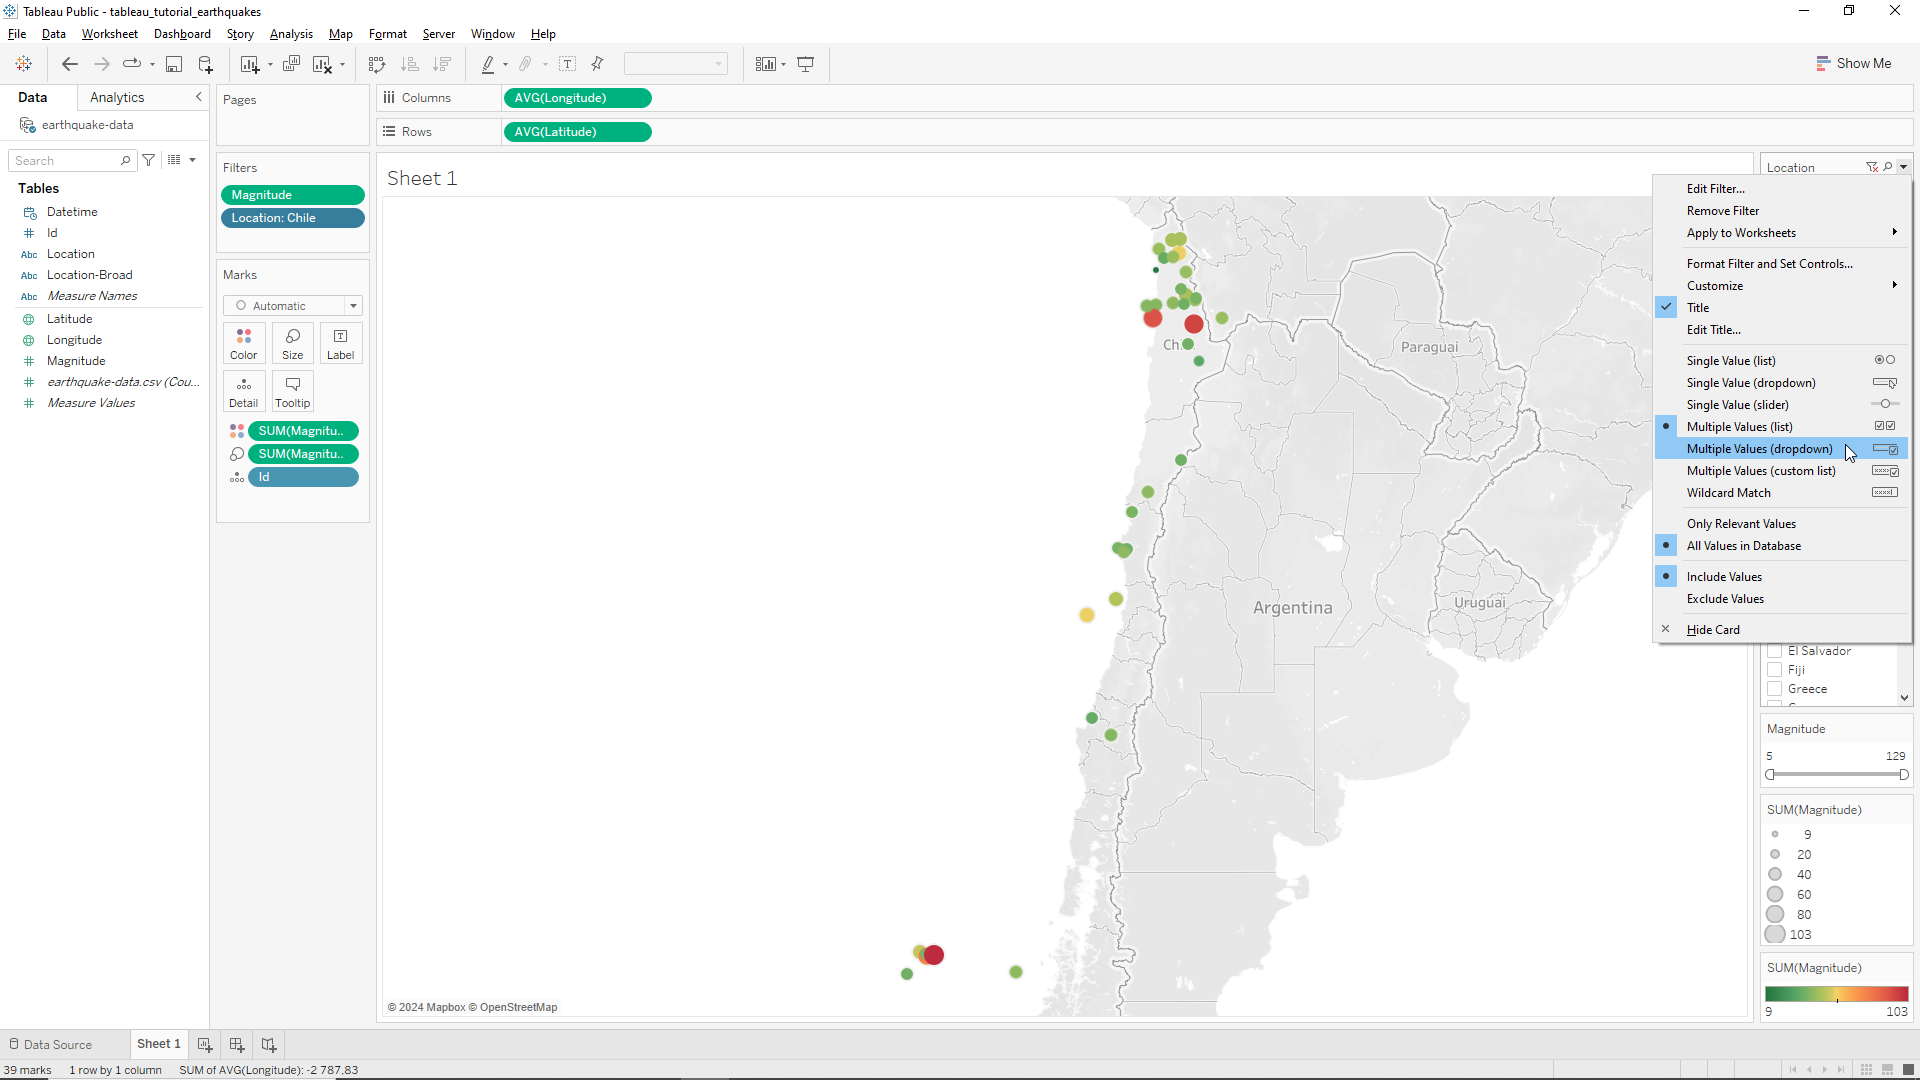 Tableau Public - tableau_tutorial_earthquakes
File Data Worksheet Dashboard Story Analysis Map Format Server Window Help
Show Me
Data Analytics
earthquake-data
Search
Tables
Datetime
Id
Abc Location
Abc Location-Broad
Abc Measure Names
Latitude
Longitude
Magnitude
earthquake-data.csv (Cou...
Measure Values
Pages
Filters
Magnitude
Location: Chile
Marks
Automatic
Color Size Label
Detail Tooltip
SUM(Magnitu..
SUM(Magnitu..
Id
Columns AVG(Longitude)
Rows AVG(Latitude)
Sheet 1
Ch...
Paraguai
Argentina
Uruguai
© 2024 Mapbox © OpenStreetMap
Location
Edit Filter...
Remove Filter
Apply to Worksheets
Format Filter and Set Controls...
Customize
Title
Edit Title...
Single Value (list)
Single Value (dropdown)
Single Value (slider)
Multiple Values (list)
Multiple Values (dropdown)
Multiple Values (custom list)
Wildcard Match
Only Relevant Values
All Values in Database
Include Values
Exclude Values
Hide Card
El Salvador
Fiji
Greece
Magnitude
5 129
SUM(Magnitude)
9
20
40
60
80
103
SUM(Magnitude)
9 103
Data Source Sheet 1
39 marks 1 row by 1 column SUM of AVG(Longitude): -2 787,83